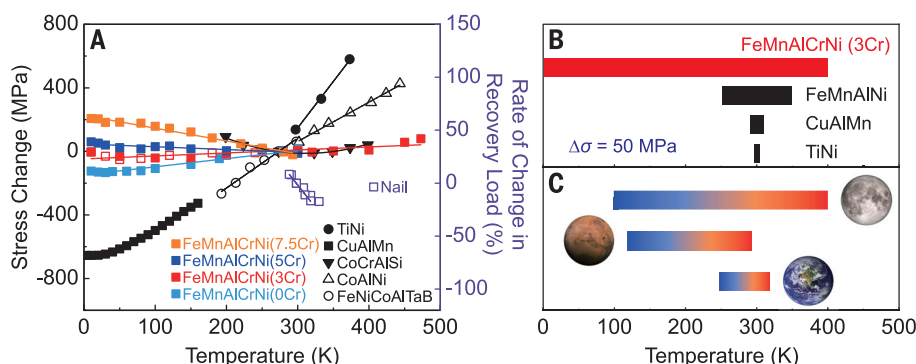 A
Stress Change (MPa)
800
400
0
-400
-800
FeMnAlCrNi(7.5Cr)
FeMnAlCrNi(5Cr)
FeMnAlCrNi(3Cr)
FeMnAlCrNi(0Cr)
TiNi
CuAlMn
CoCrAlSi
CoAlNi
FeNiCoAlTaB
Nail
0 100 200 300 400 500
Temperature (K)
150
100
50
0
-50
-100
Rate of Change in
Recovery Load (%)
B
FeMnAlCrNi (3Cr)
FeMnAlNi
CuAlMn
TiNi
Δσ = 50 MPa
C
0 100 200 300 400 500
Temperature (K)